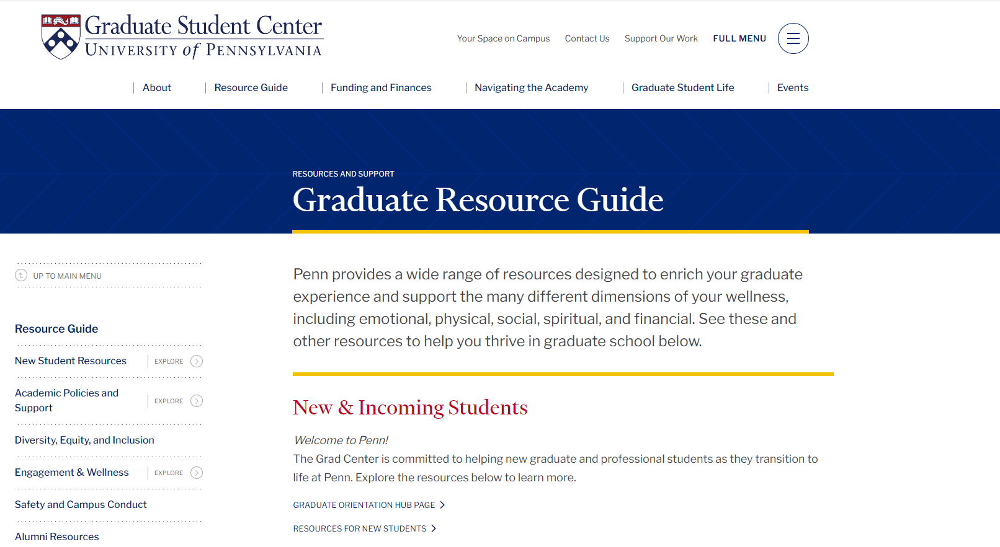 Graduate Student Center
UNIVERSITY of PENNSYLVANIA
Your Space on Campus
Contact Us
Support Our Work
FULL MENU
About
Resource Guide
Funding and Finances
Navigating the Academy
Graduate Student Life
Events
RESOURCES AND SUPPORT
Graduate Resource Guide
UP TO MAIN MENU
Resource Guide
New Student Resources
EXPLORE
Academic Policies and
Support
EXPLORE
Diversity, Equity, and Inclusion
Engagement & Wellness
EXPLORE
Safety and Campus Conduct
Alumni Resources
Penn provides a wide range of resources designed to enrich your graduate
experience and support the many different dimensions of your wellness,
including emotional, physical, social, spiritual, and financial. See these and
other resources to help you thrive in graduate school below.
New & Incoming Students
Welcome to Penn!
The Grad Center is committed to helping new graduate and professional students as they transition to
life at Penn. Explore the resources below to learn more.
GRADUATE ORIENTATION HUB PAGE
RESOURCES FOR NEW STUDENTS